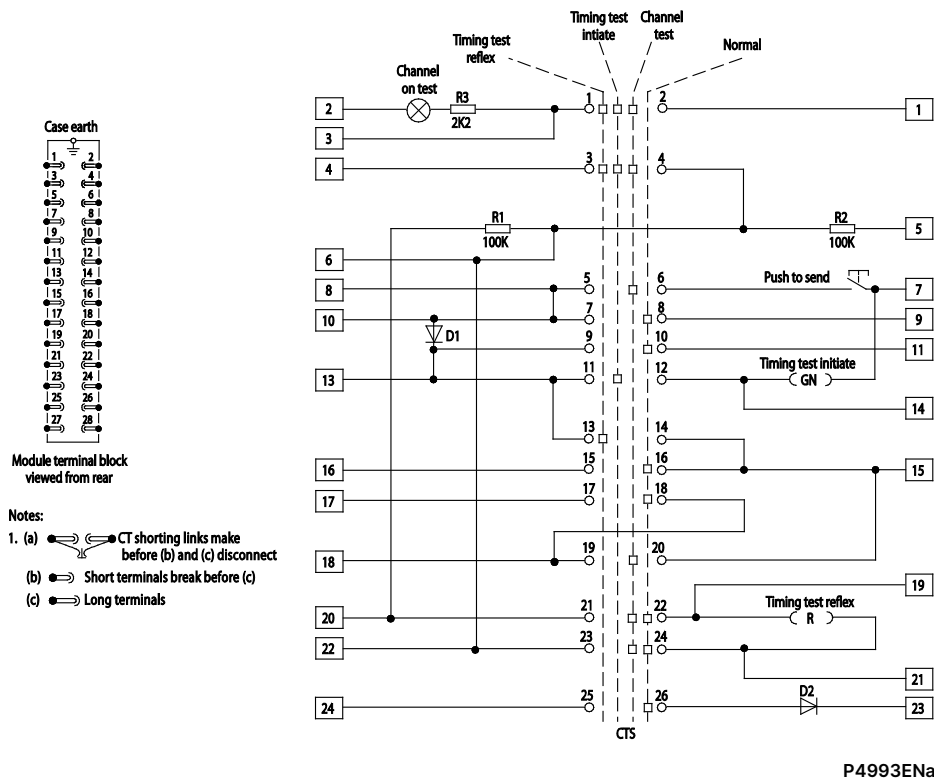 Timing test reflex
Timing test intiate
Channel test
Normal
Channel on test
R3
2K2
2
3
4
1
2
1
3
4
R1
100K
R2
100K
5
6
8
10
13
5
7
9
11
6
8
10
12
Push to send
7
9
11
D1
Timing test initiate
GN
14
13
15
17
14
16
18
16
17
15
18
19
20
19
20
21
22
Timing test reflex
R
22
23
24
21
24
25
26
D2
23
CTS
Case earth
1 2
3 4
5 6
7 8
9 10
11 12
13 14
15 16
17 18
19 20
21 22
23 24
25 26
27 28
Module terminal block
viewed from rear
Notes:
1. (a) CT shorting links make
before (b) and (c) disconnect
(b) Short terminals break before (c)
(c) Long terminals
P4993ENa